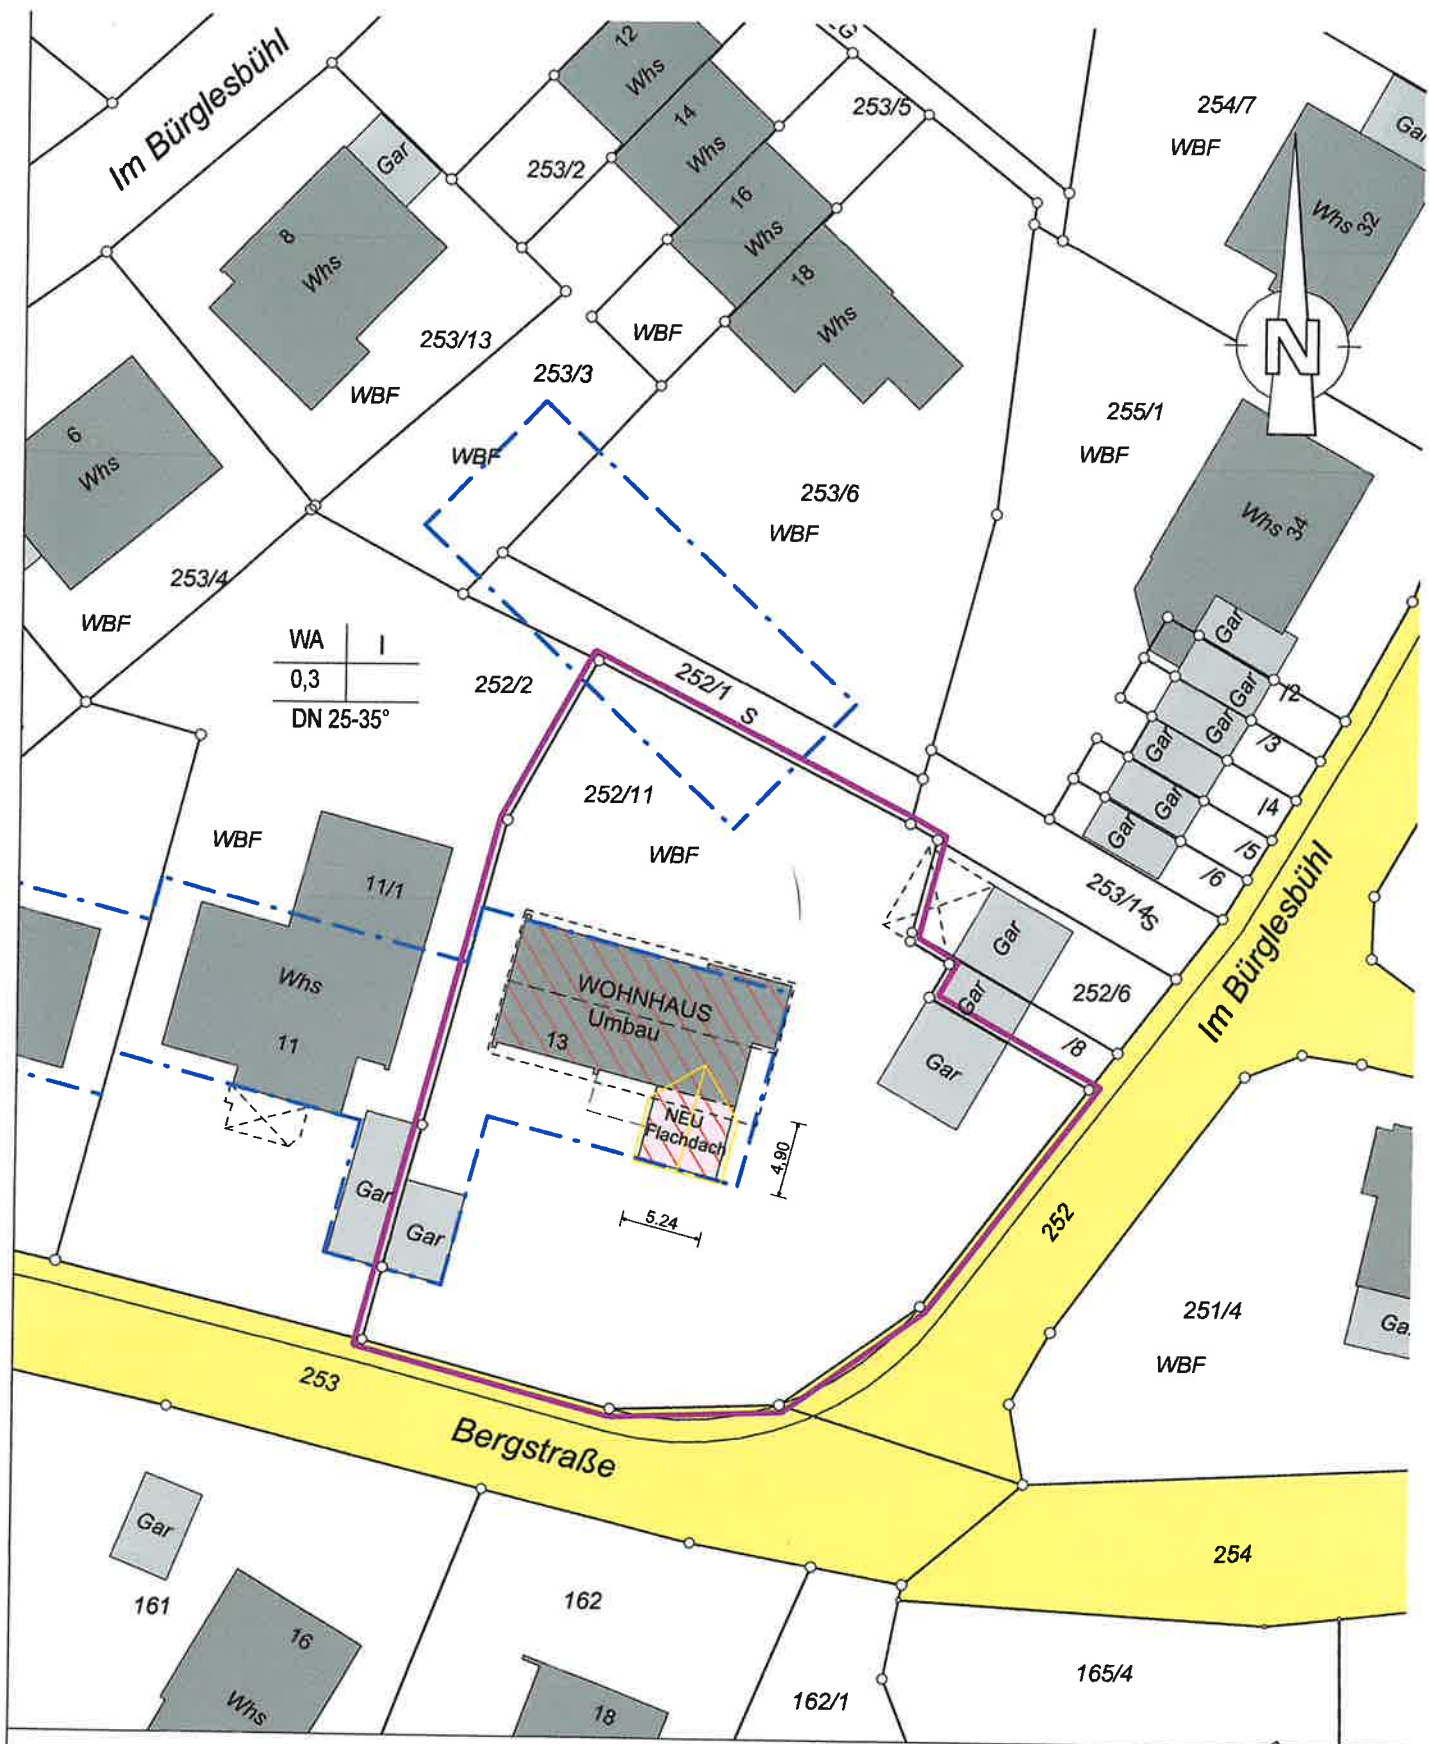 Im Bürglesbühl
12
Whs
G
253/5
254/7
WBF
Gar
14
Whs
Gar
253/2
16
Whs
Whs 32
8
Whs
18
Whs
N
253/13
WBF
WBF
253/3
255/1
WBF
6
Whs
WBF
253/6
WBF
Whs 34
253/4
WBF
WA I
0,3
DN 25-35°
252/2
252/1 S
Gar
Gar
/2
Gar
/3
Gar
252/11
Gar
/4
Gar
/5
/6
WBF
WBF
11/1
253/14 S
Im Bürglesbühl
Whs
11
WOHNHAUS
Umbau
13
Gar
252/6
Gar
/8
Gar
NEU
Flachdach
4,90
5.24
Gar
Gar
252
251/4
WBF
253
Bergstraße
Gar
161
162
254
16
Whs
18
162/1
165/4